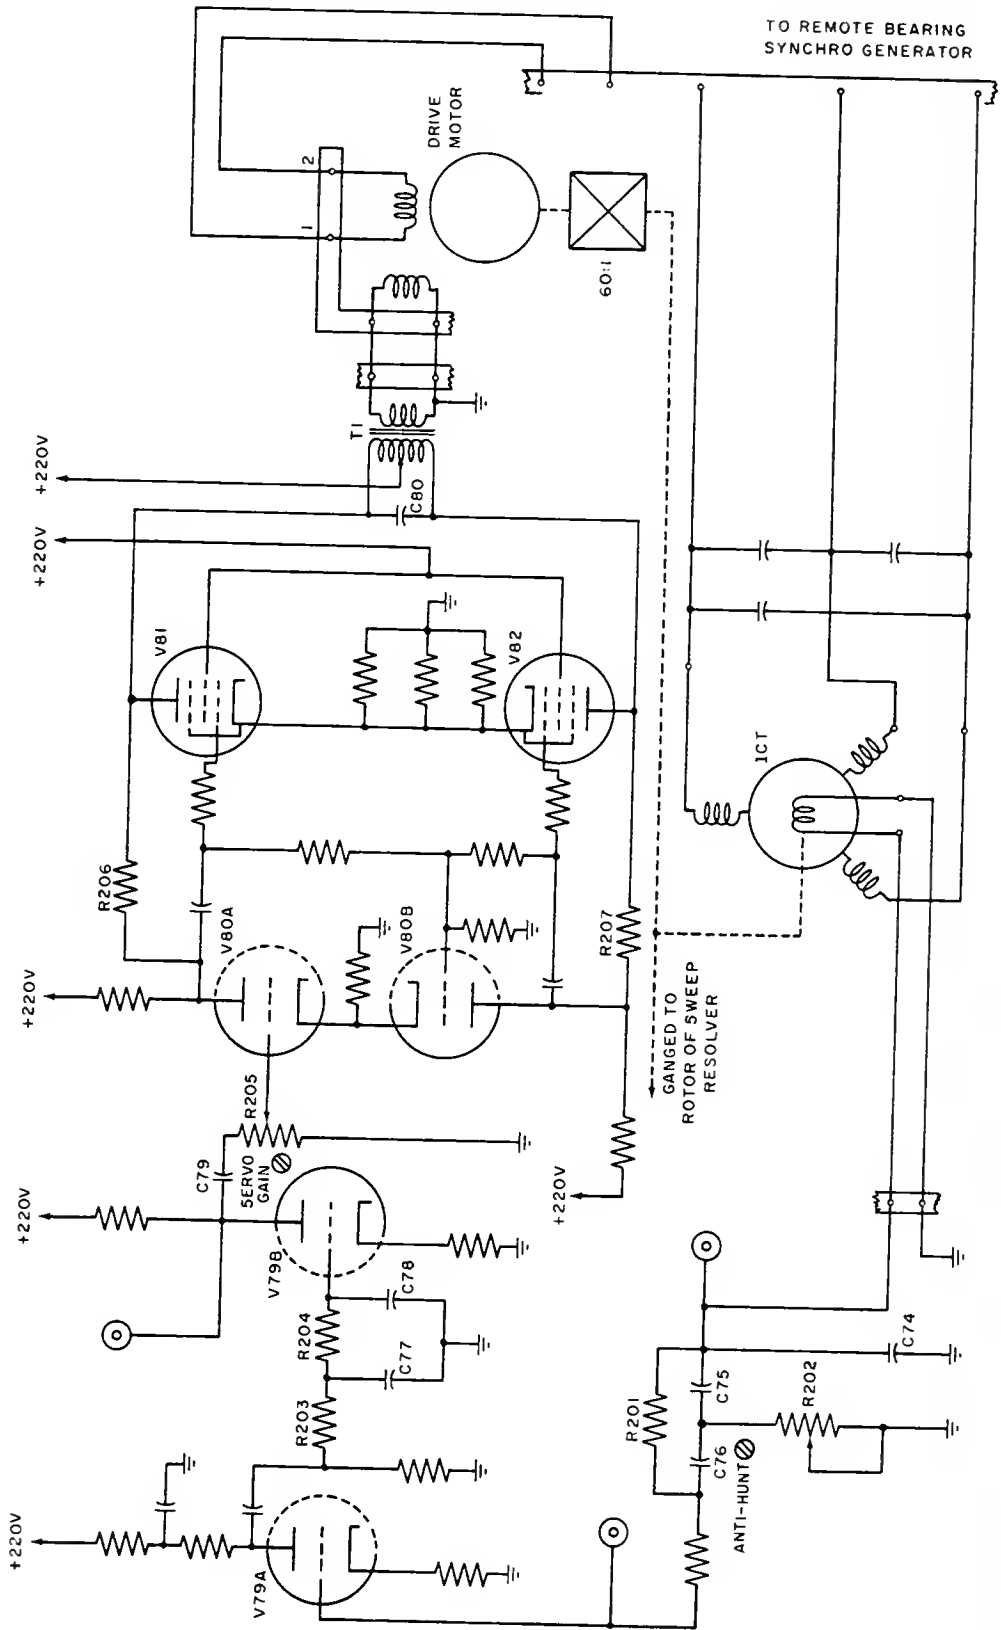 TO REMOTE BEARING
SYNCHRO GENERATOR
DRIVE
MOTOR
2
1
60:1
T1
+220V
+220V
C80
V81
V82
R206
V80A
V80B
R207
1CT
+220V
GANGED TO
ROTOR OF SWEEP
RESOLVER
R205
C79
SERVO
GAIN
+220V
+220V
V79B
C78
R204
C77
R203
C74
C75
R201
R202
C76
ANTI-HUNT
+220V
V79A